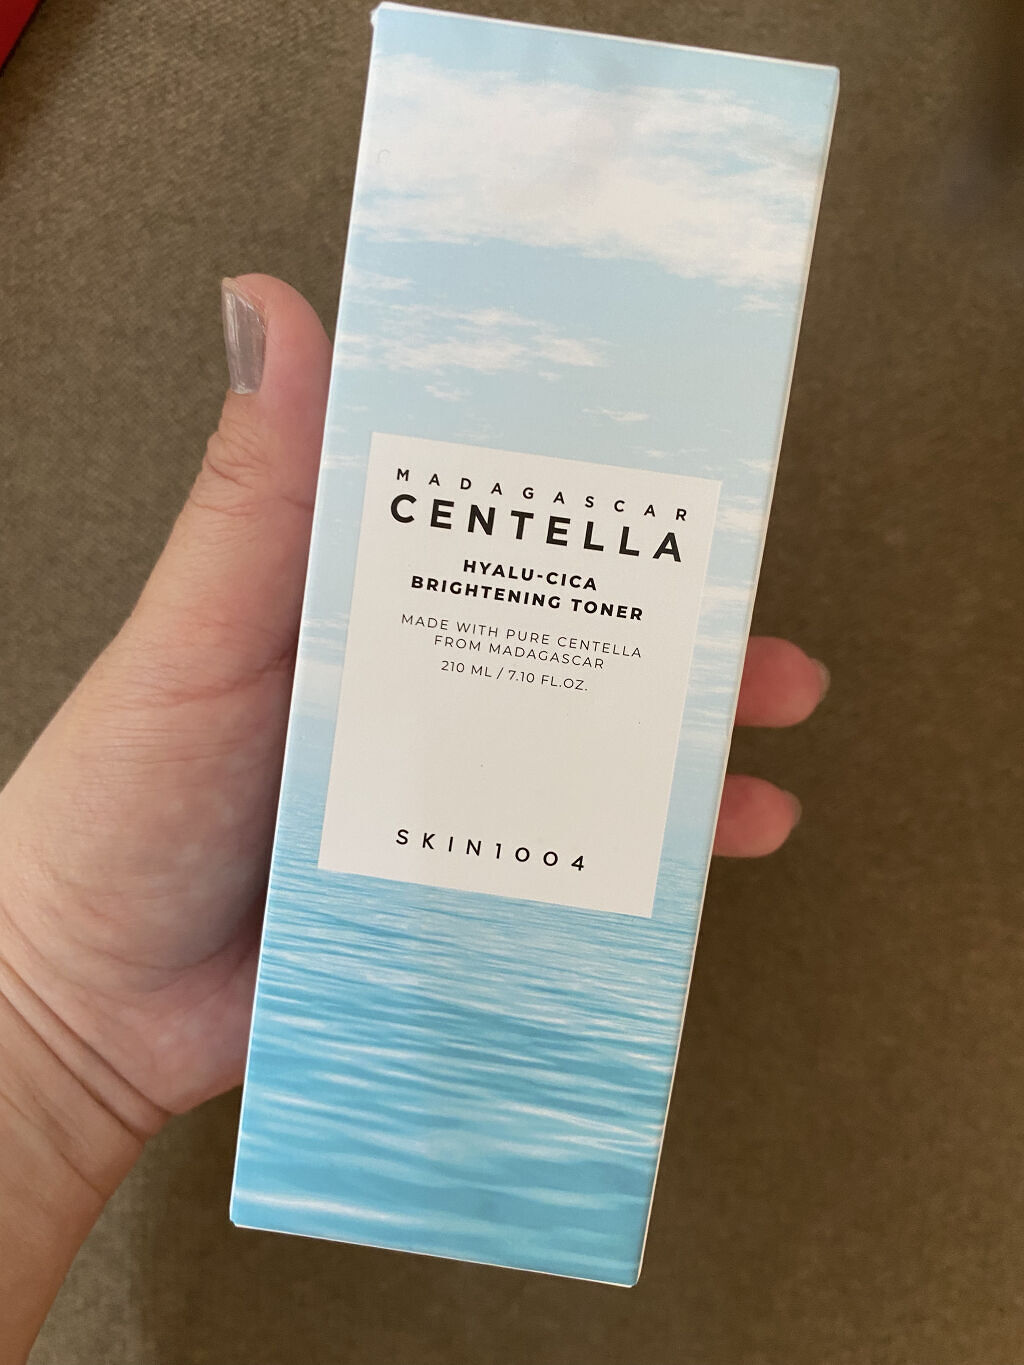 MADAGASCAR
CENTELLA
HYALU-CICA
BRIGHTENING TONER
MADE WITH PURE CENTELLA
FROM MADAGASCAR
210 ML / 7.10 FL.OZ.
SKIN1004